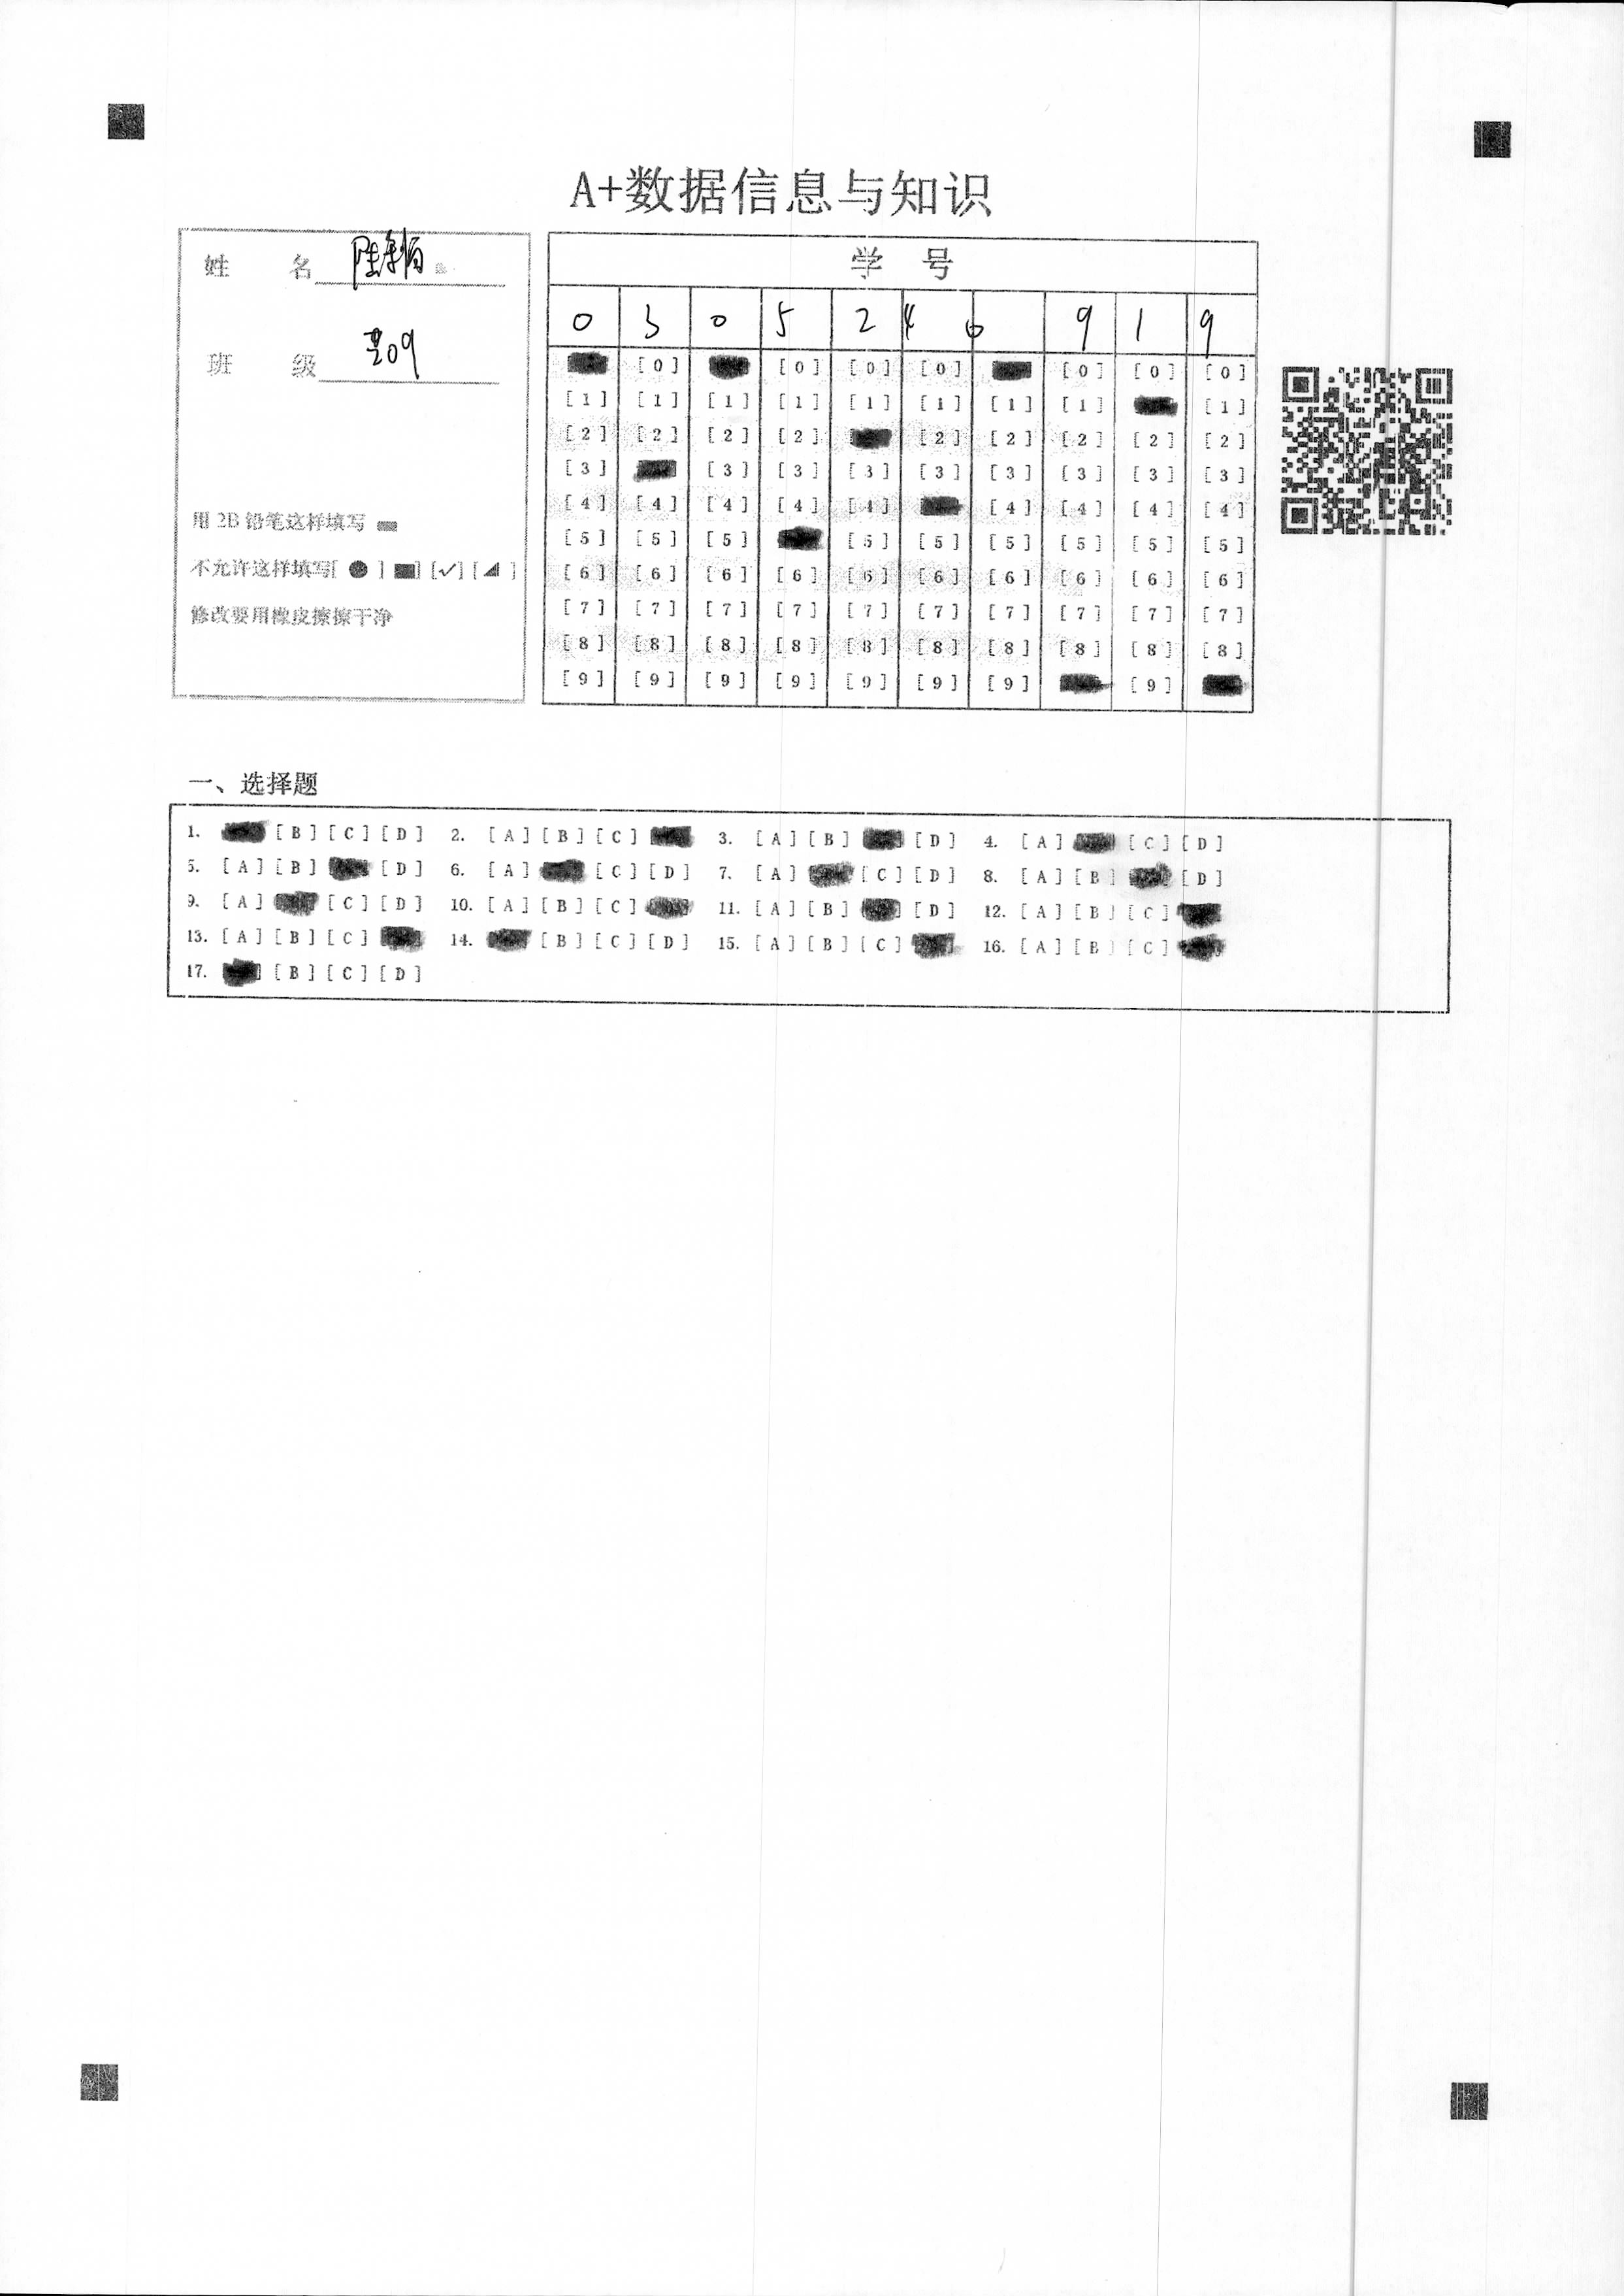 A+数据信息与知识
姓 名
班 级 209
用 2B 铅笔这样填写
不允许这样填写[ ● ] [■] [✓] [◢ ]
修改要用橡皮擦擦干净
学 号
0 3 0 5 2 4 0 9 1 9
[0] [0] [0] [0] [0] [0] [0]
[1] [1] [1] [1] [1] [1] [1] [1] [1]
[2] [2] [2] [2] [2] [2] [2] [2] [2]
[3] [3] [3] [3] [3] [3] [3] [3] [3]
[4] [4] [4] [4] [4] [4] [4] [4] [4]
[5] [5] [5] [5] [5] [5] [5] [5] [5]
[6] [6] [6] [6] [6] [6] [6] [6] [6] [6]
[7] [7] [7] [7] [7] [7] [7] [7] [7] [7]
[8] [8] [8] [8] [8] [8] [8] [8] [8] [8]
[9] [9] [9] [9] [9] [9] [9] [9]
一、选择题
1. [B] [C] [D] 2. [A] [B] [C] 3. [A] [B] [D] 4. [A] [C] [D]
5. [A] [B] [D] 6. [A] [C] [D] 7. [A] [C] [D] 8. [A] [B] [D]
9. [A] [C] [D] 10. [A] [B] [C] 11. [A] [B] [D] 12. [A] [B] [C]
13. [A] [B] [C] 14. [B] [C] [D] 15. [A] [B] [C] 16. [A] [B] [C]
17. [B] [C] [D]